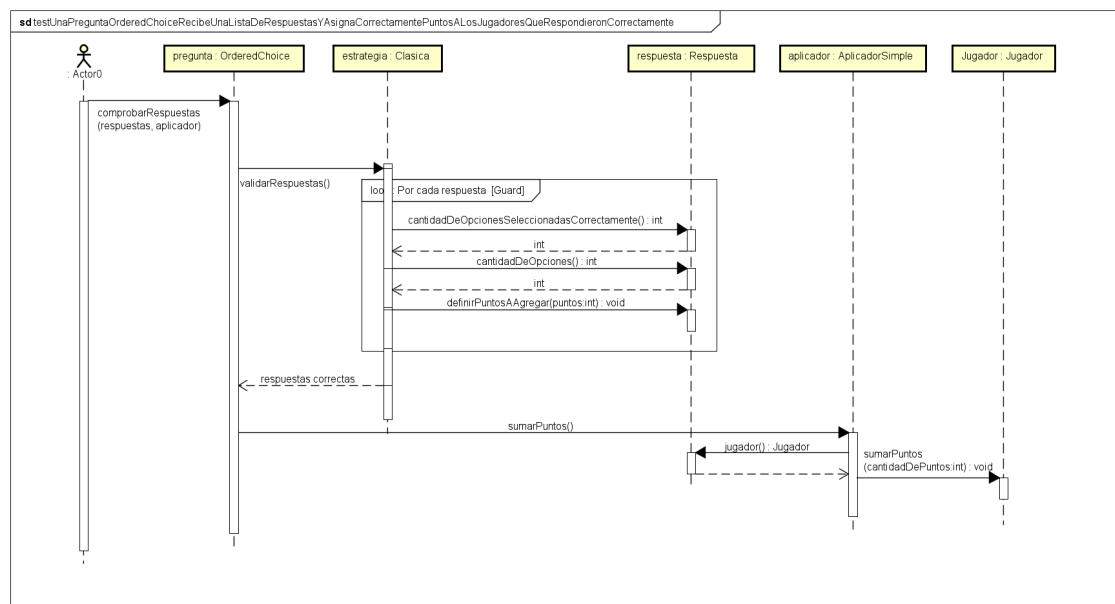 sd testUnaPreguntaOrderedChoiceRecibeUnaListaDeRespuestasYAsignaCorrectamentePuntosALosJugadoresQueRespondieronCorrectamente
: Actor0
pregunta : OrderedChoice
estrategia : Clasica
respuesta : Respuesta
aplicador : AplicadorSimple
Jugador : Jugador
comprobarRespuestas
(respuestas, aplicador)
validarRespuestas()
loop : Por cada respuesta [Guard]
cantidadDeOpcionesSeleccionadasCorrectamente() : int
int
cantidadDeOpciones() : int
int
definirPuntosAAgregar(puntos:int) : void
respuestas correctas
sumarPuntos()
jugador() : Jugador
sumarPuntos
(cantidadDePuntos:int) : void